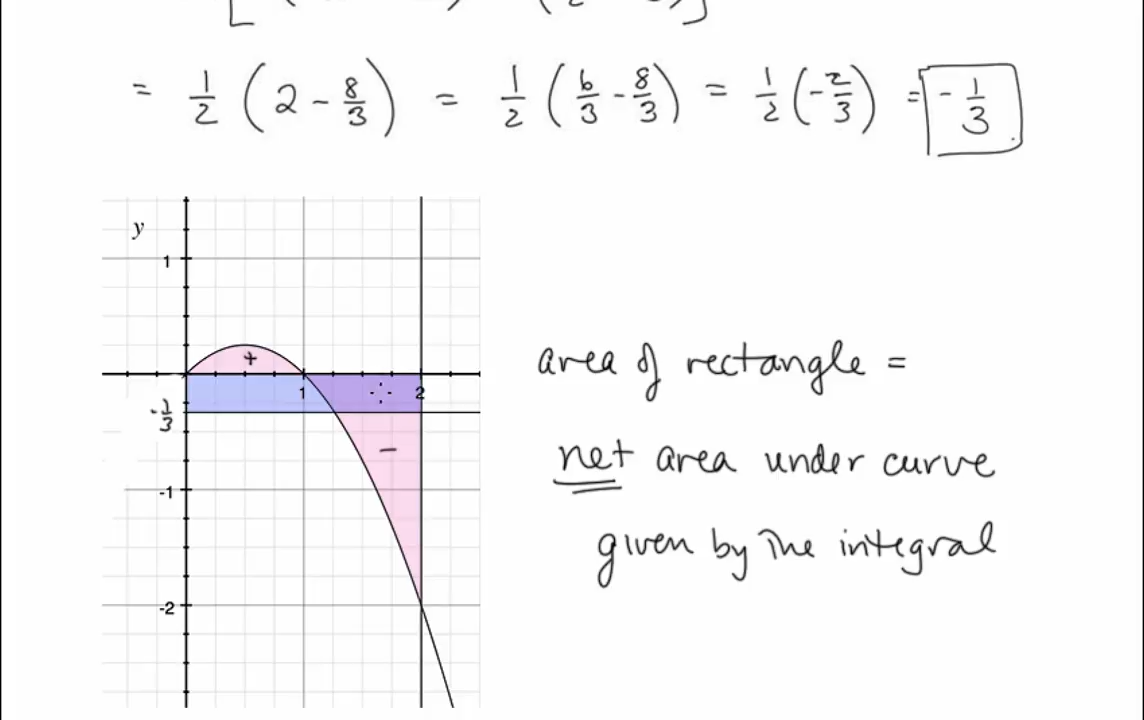 = 1/2 (2 - 8/3) = 1/2 (6/3 - 8/3) = 1/2 (-2/3) = -1/3
y
1
+
1
2
-1/3
-
-1
-2
area of rectangle =
net area under curve
given by the integral